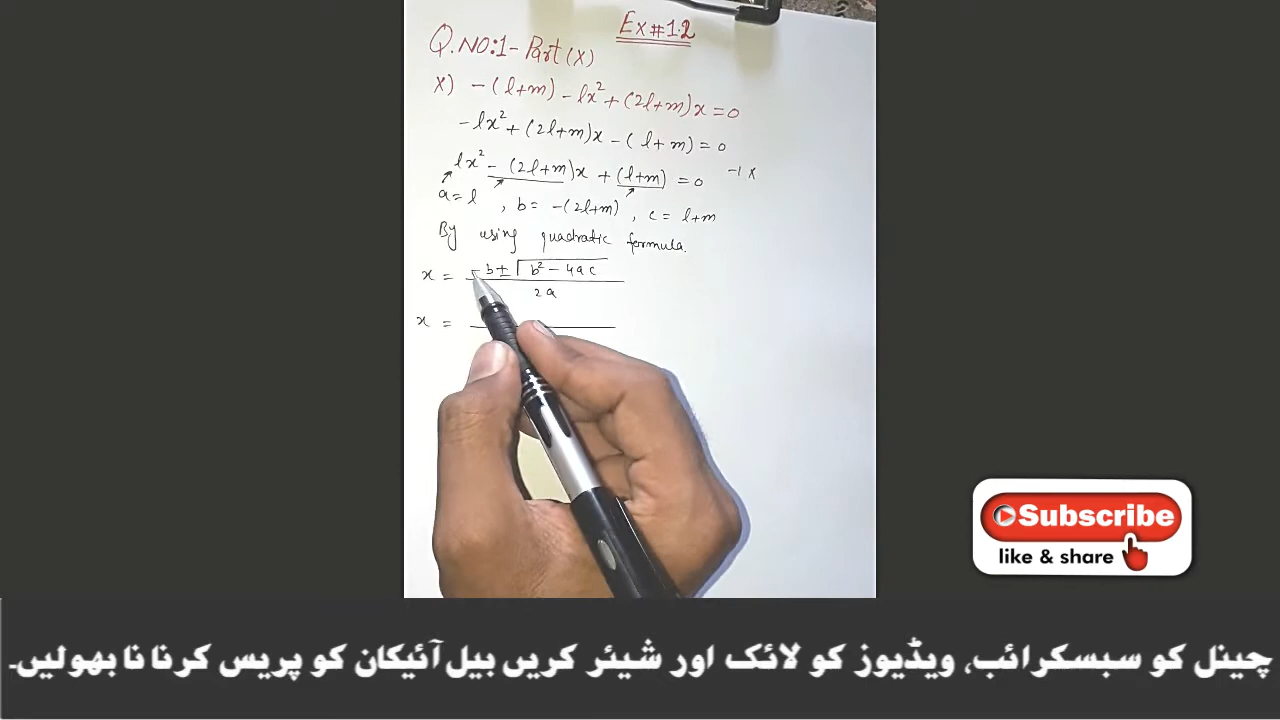 Ex#1.2
Q.NO:1- Part (X)
X) -(l+m) - lx² + (2l+m)x = 0
-lx² + (2l+m)x - (l+m) = 0
lx² - (2l+m)x + (l+m) = 0 -1 X
a = l , b = -(2l+m) , c = l+m
By using quadratic formula.
x = -b ± √b² - 4ac
2a
x =
Subscribe
like & share
چینل کو سبسکرائب، ویڈیوز کو لائک اور شیئر کریں بیل آئیکان کو پریس کرنا نا بھولیں۔